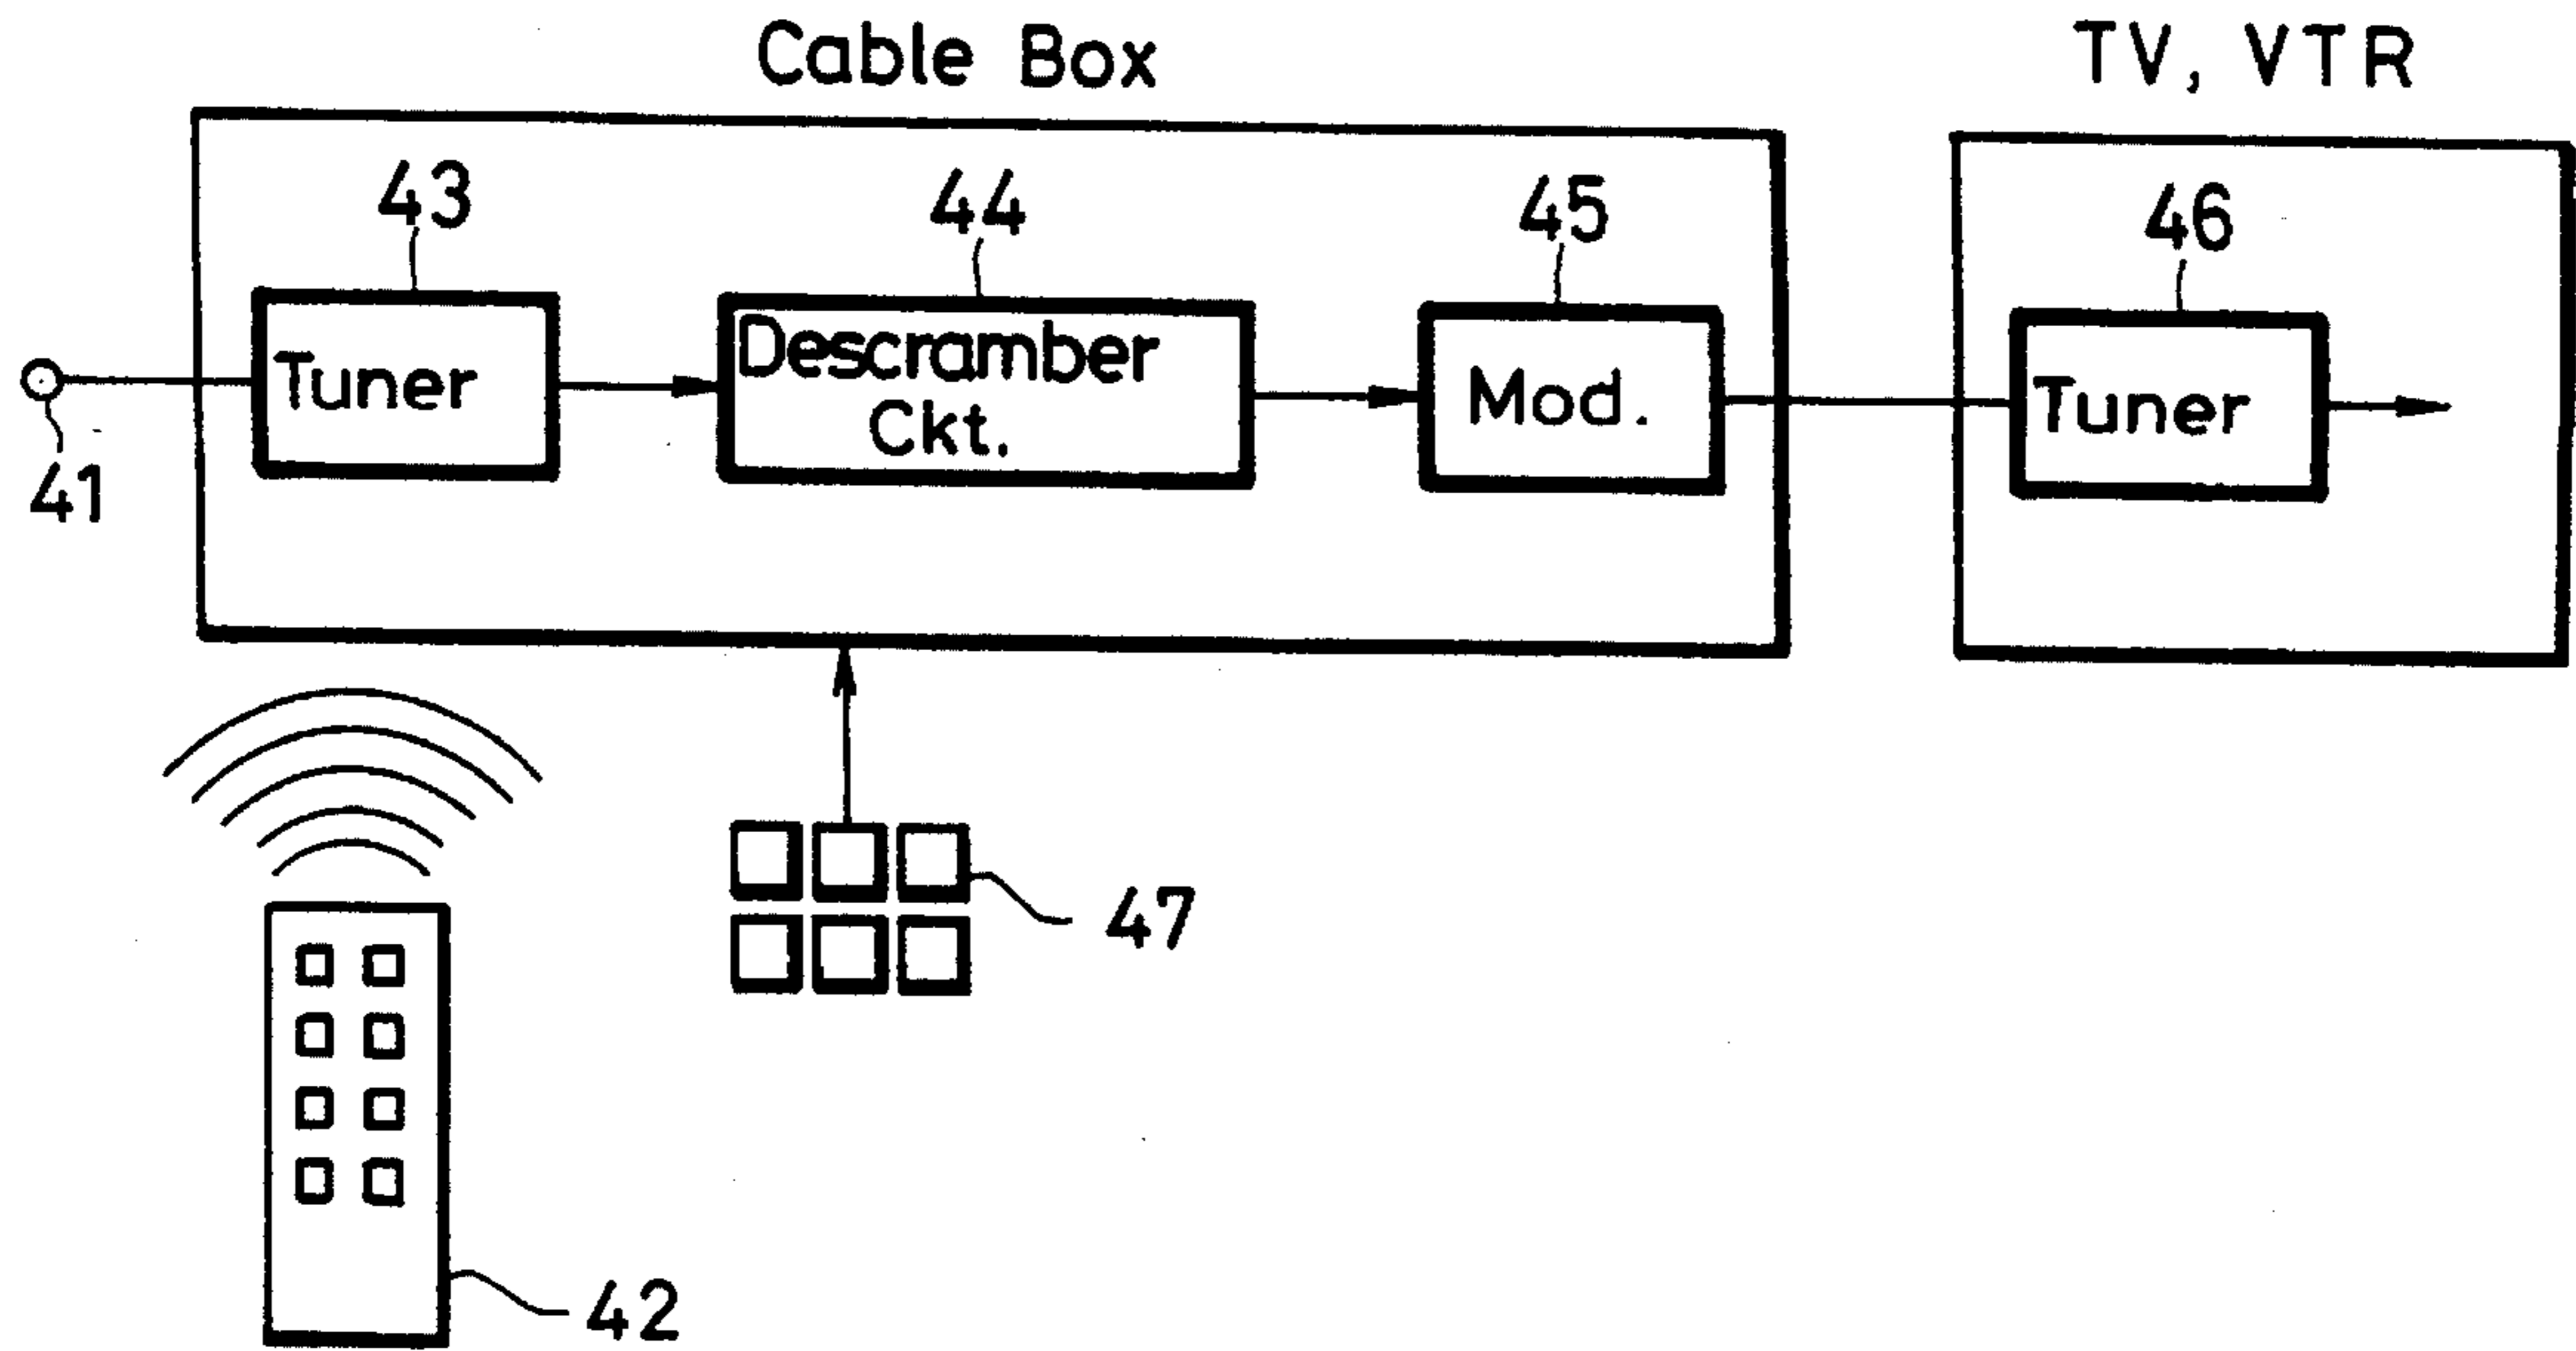 Cable Box
TV, VTR
43
44
45
46
Tuner
Descramber
Ckt.
Mod.
Tuner
41
47
42